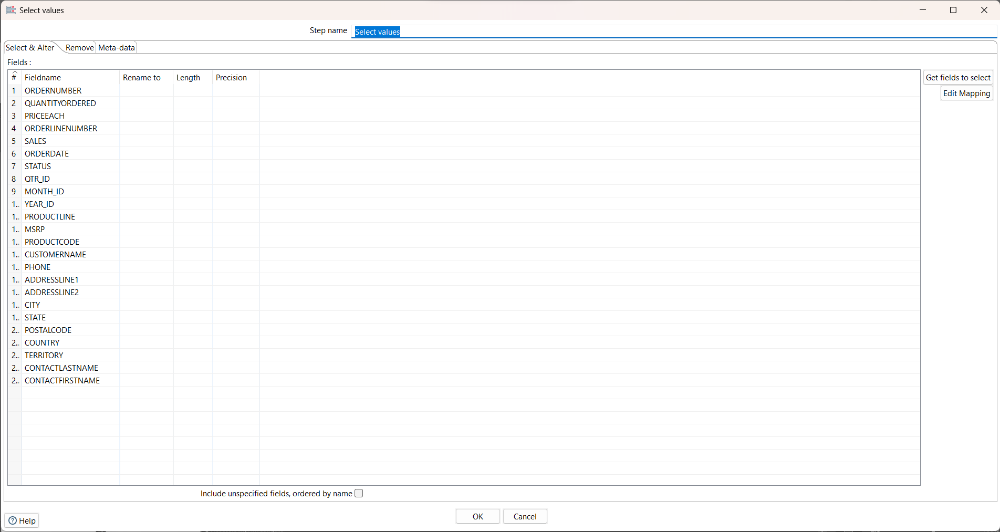 Select values
Step name Select values
Select & Alter Remove Meta-data
Fields :
# Fieldname Rename to Length Precision
Get fields to select
Edit Mapping
1 ORDERNUMBER
2 QUANTITYORDERED
3 PRICEEACH
4 ORDERLINENUMBER
5 SALES
6 ORDERDATE
7 STATUS
8 QTR_ID
9 MONTH_ID
1.. YEAR_ID
1.. PRODUCTLINE
1.. MSRP
1.. PRODUCTCODE
1.. CUSTOMERNAME
1.. PHONE
1.. ADDRESSLINE1
1.. ADDRESSLINE2
1.. CITY
1.. STATE
2.. POSTALCODE
2.. COUNTRY
2.. TERRITORY
2.. CONTACTLASTNAME
2.. CONTACTFIRSTNAME
Include unspecified fields, ordered by name
Help OK Cancel